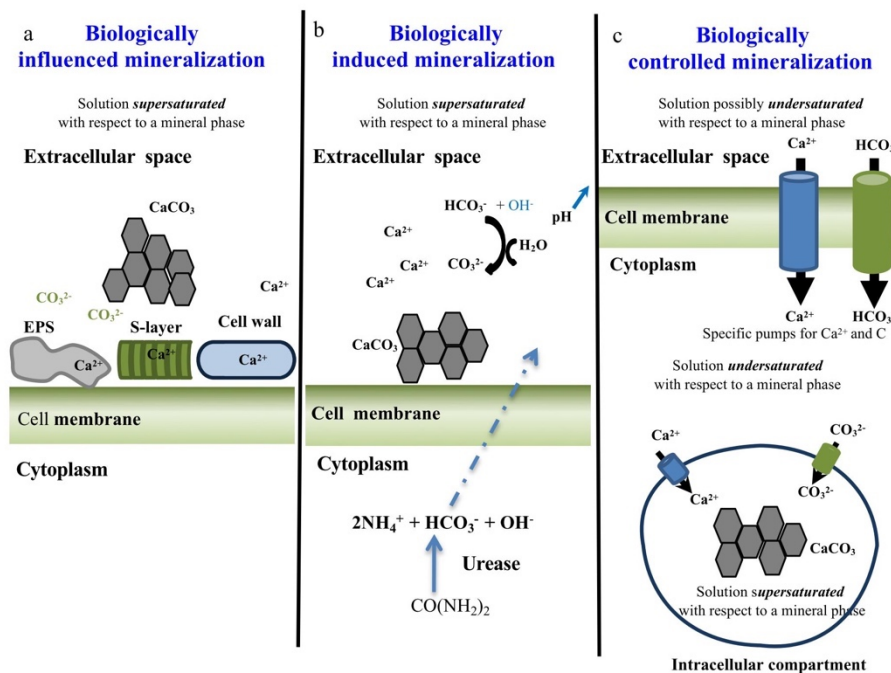 a
Biologically
influenced mineralization
Solution supersaturated
with respect to a mineral phase
Extracellular space
CaCO₃
CO₃²⁻
CO₃²⁻
Ca²⁺
EPS
S-layer
Cell wall
Ca²⁺
Ca²⁺
Ca²⁺
Cell membrane
Cytoplasm
b
Biologically
induced mineralization
Solution supersaturated
with respect to a mineral phase
Extracellular space
HCO₃⁻ + OH⁻
pH
Ca²⁺
H₂O
Ca²⁺
CO₃²⁻
Ca²⁺
CaCO₃
Cell membrane
Cytoplasm
2NH₄⁺ + HCO₃⁻ + OH⁻
Urease
CO(NH₂)₂
c
Biologically
controlled mineralization
Solution possibly undersaturated
with respect to a mineral phase
Ca²⁺
HCO₃
Extracellular space
Cell membrane
Cytoplasm
Ca²⁺
HCO₃
Specific pumps for Ca²⁺ and C
Solution undersaturated
with respect to a mineral phase
Ca²⁺
CO₃²⁻
Ca²⁺
CO₃²⁻
CaCO₃
Solution supersaturated
with respect to a mineral phase
Intracellular compartment